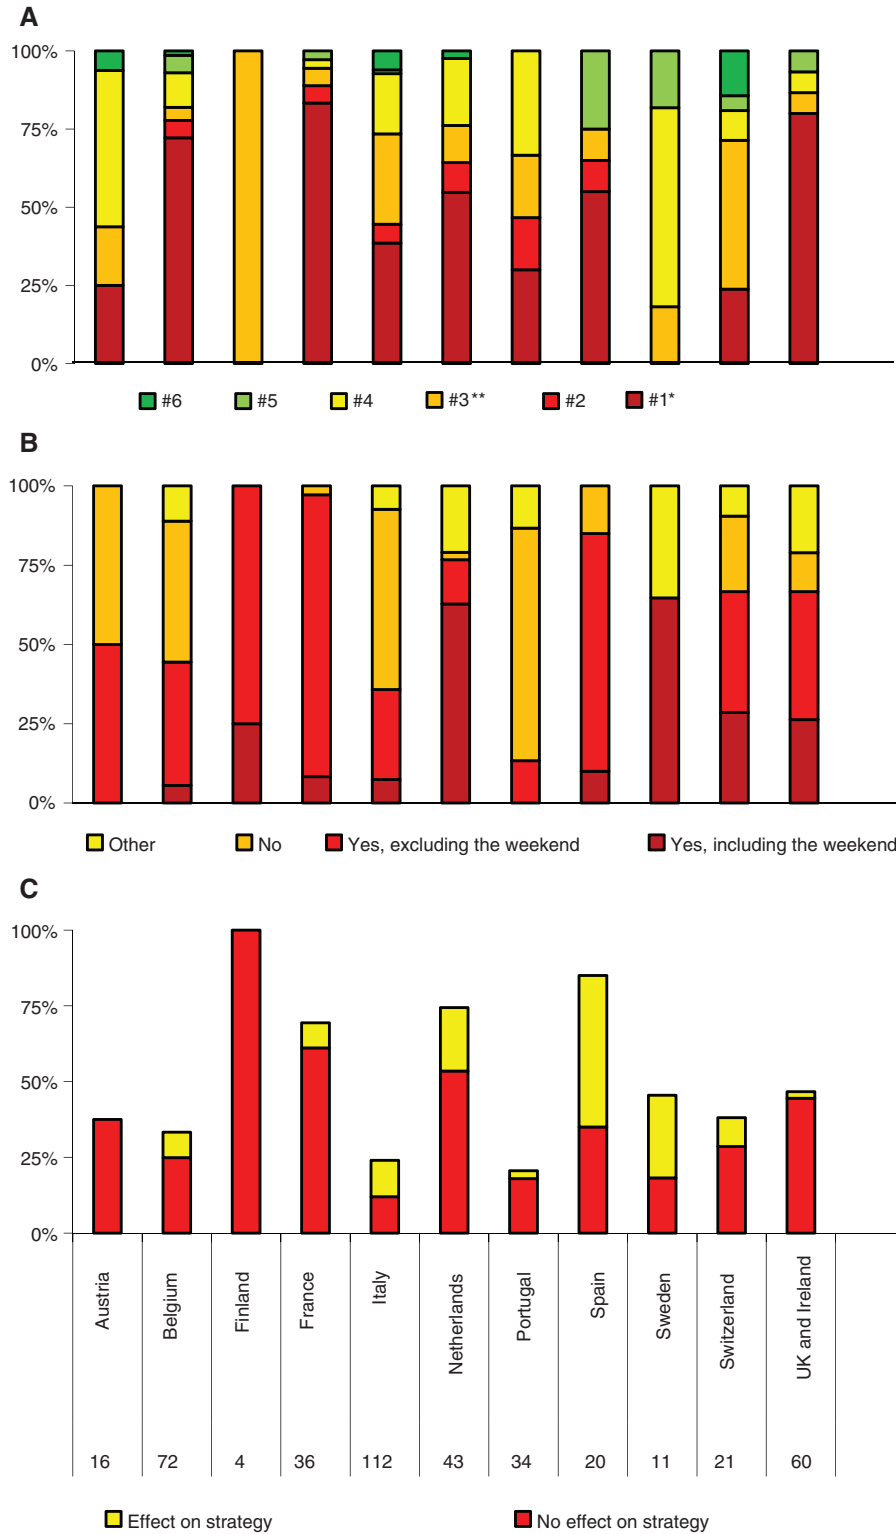 A
100%
75%
50%
25%
0%
#6 #5 #4 #3** #2 #1*
B
100%
75%
50%
25%
0%
Other No Yes, excluding the weekend Yes, including the weekend
C
100%
75%
50%
25%
0%
Austria Belgium Finland France Italy Netherlands Portugal Spain Sweden Switzerland UK and Ireland
16 72 4 36 112 43 34 20 11 21 60
Effect on strategy No effect on strategy